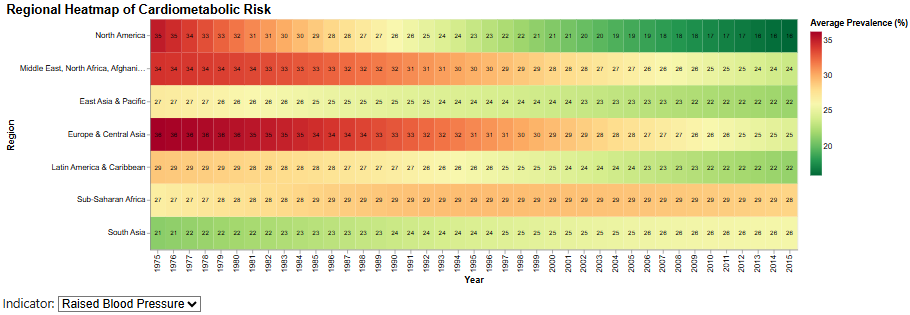 Regional Heatmap of Cardiometabolic Risk
Average Prevalence (%)
35
30
25
20
Region
North America 35 35 34 33 33 32 31 31 30 30 29 28 28 27 27 26 26 25 24 24 23 23 22 22 21 21 21 20 20 19 19 19 18 18 18 17 17 17 16 16 16
Middle East, North Africa, Afghani... 34 34 34 34 34 34 34 33 33 33 33 33 32 32 32 32 31 31 31 30 30 30 29 29 29 28 28 28 27 27 27 26 26 26 26 25 25 25 24 24 24
East Asia & Pacific 27 27 27 27 26 26 26 26 26 26 25 25 25 25 25 25 25 25 24 24 24 24 24 24 24 24 24 23 23 23 23 23 23 23 22 22 22 22 22 22 22
Europe & Central Asia 36 36 36 36 36 36 35 35 35 35 34 34 34 34 33 33 33 32 32 32 31 31 31 30 30 29 29 29 28 28 28 27 27 27 26 26 26 26 25 25 25
Latin America & Caribbean 29 29 29 29 29 28 28 28 28 28 28 28 27 27 27 27 27 26 26 26 26 26 25 25 25 25 24 24 24 24 24 23 23 23 23 22 22 22 22 22 22
Sub-Saharan Africa 27 27 27 27 28 28 28 28 28 28 29 29 29 29 29 29 29 29 29 29 29 29 29 29 29 29 29 29 29 29 29 29 29 29 29 29 29 29 29 29 28
South Asia 21 21 22 22 22 22 22 22 23 23 23 23 23 23 23 24 24 24 24 24 24 24 25 25 25 25 25 25 25 25 25 26 26 26 26 26 26 26 26 26 26
1975 1976 1977 1978 1979 1980 1981 1982 1983 1984 1985 1986 1987 1988 1989 1990 1991 1992 1993 1994 1995 1996 1997 1998 1999 2000 2001 2002 2003 2004 2005 2006 2007 2008 2009 2010 2011 2012 2013 2014 2015
Year
Indicator: Raised Blood Pressure